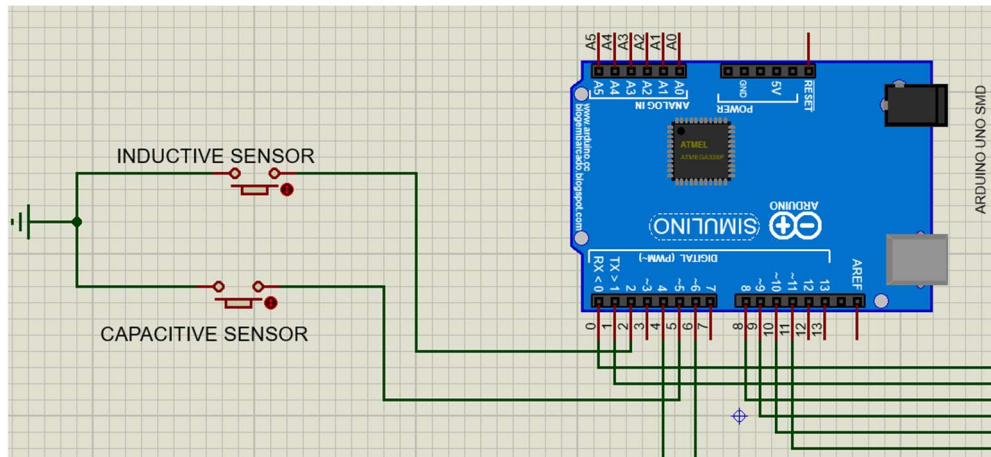 A5 A4 A3 A2 A1 A0
A5 A4 A3 A2 A1 A0
ANALOG IN
GND 5V RESET
POWER
www.arduino.cc
blogembarcado.blogspot.com
ATMEL
ATMEGA328P
ARDUINO
SIMULINO
ARDUINO UNO SMD
INDUCTIVE SENSOR
CAPACITIVE SENSOR
DIGITAL (PWM~)
RX < 0 TX > 1 2 ~3 4 ~5 ~6 7 8 ~9 ~10 ~11 12 13 AREF
0 1 2 3 4 5 6 7 8 9 10 11 12 13